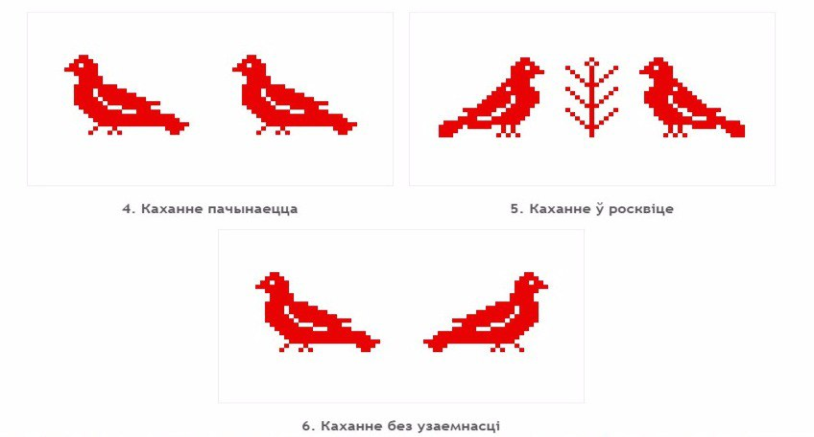 4. Каханне пачынаецца
5. Каханне ў росквіце
6. Каханне без узаемнасці